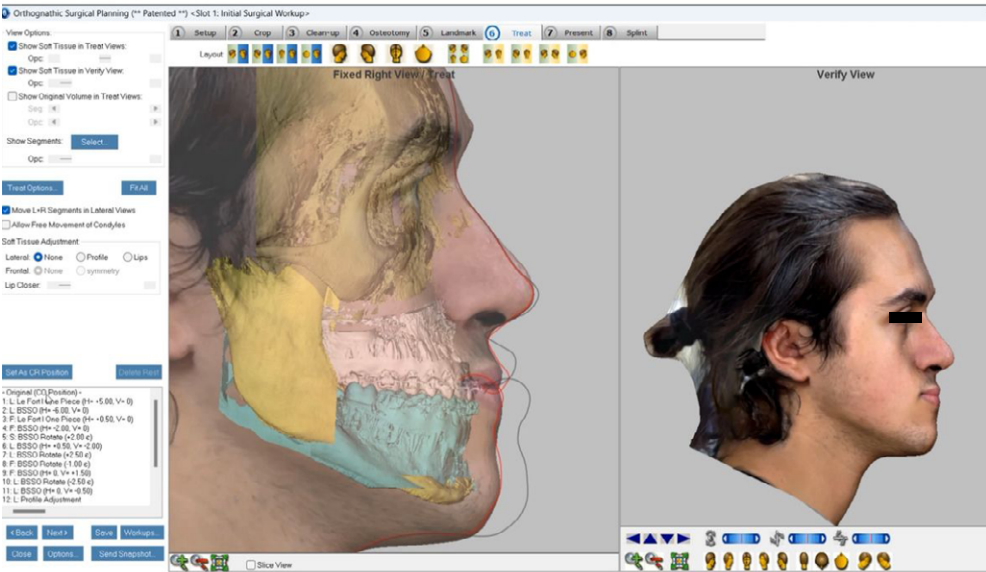 Orthognathic Surgical Planning (** Patented **) <Slot 1: Initial Surgical Workup>
View Options:
Show Soft Tissue in Treat Views:
Opc:
Show Soft Tissue in Verify View:
Opc:
Show Original Volume in Treat Views:
Seg:
Opc:
Show Segments: Select...
Opc:
Treat Options... Fit All
Move L+R Segments in Lateral Views
Allow Free Movement of Condyles
Soft Tissue Adjustment
Lateral: None Profile Lips
Frontal: None symmetry
Lip Closer:
Set As CR Position
- Original (CO Position) -
1: L: Le Fort I One Piece (H= +5.00, V= 0)
2: L: BSSO (H= -6.00, V= 0)
3: F: Le Fort I One Piece (H= +0.50, V= 0)
4: F: BSSO (H= -2.00, V= 0)
5: S: BSSO Rotate (+2.00 c)
6: L: BSSO (H= +0.50, V= -2.00)
7: L: BSSO Rotate (+2.50 c)
8: F: BSSO Rotate (-1.00 c)
9: F: BSSO (H= 0, V= +1.50)
10: L: BSSO Rotate (-2.50 c)
11: L: BSSO (H= 0, V= -0.50)
12: L: Profile Adjustment
< Back Next > Save Workups...
Close Options... Send Snapshot...
1 Setup 2 Crop 3 Clean-up 4 Osteotomy 5 Landmark 6 Treat 7 Present 8 Splint
Layout
Fixed Right View / Treat
Slice View
Verify View